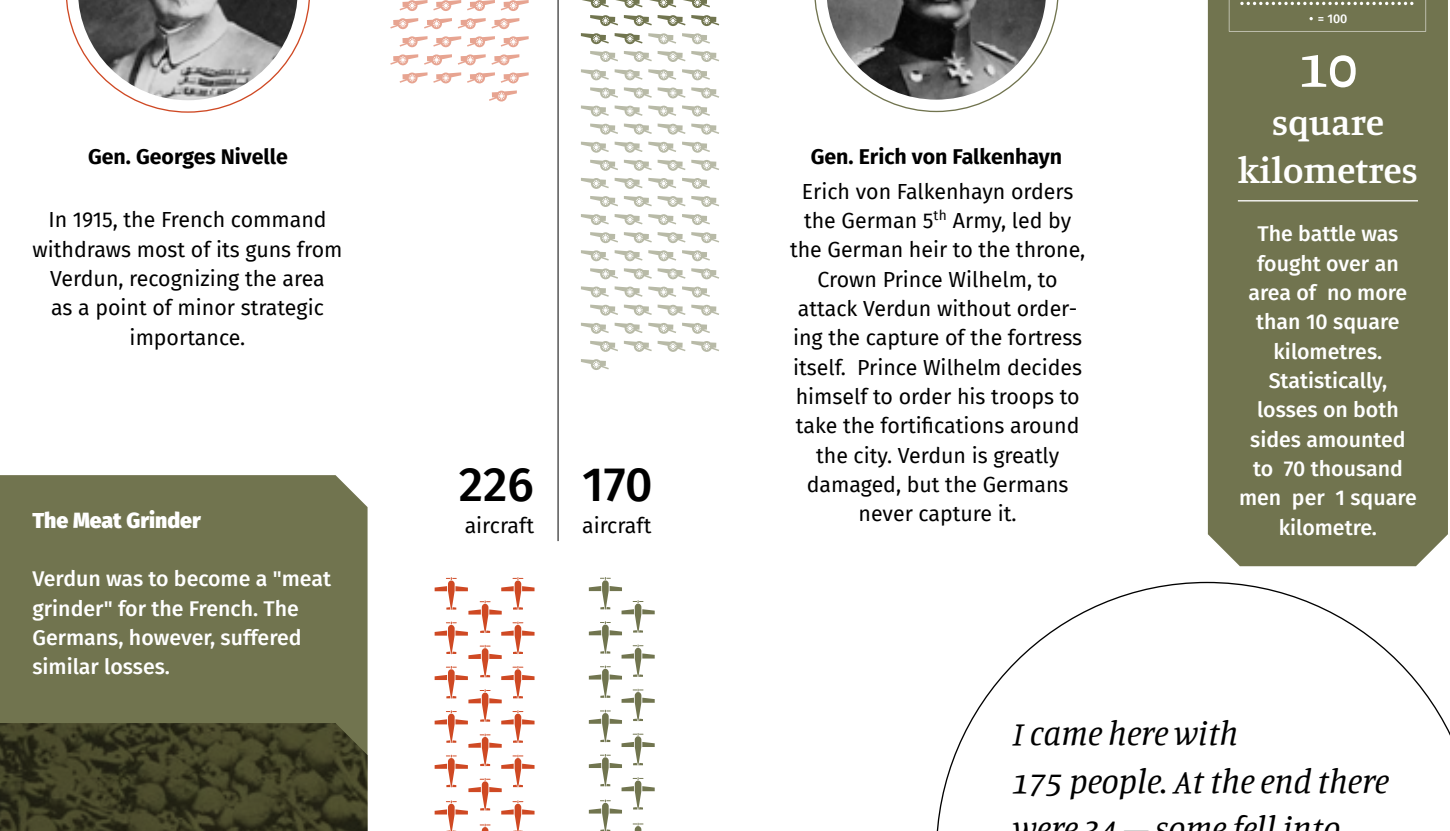 • = 100
10
square
kilometres
The battle was
fought over an
area of no more
than 10 square
kilometres.
Statistically,
losses on both
sides amounted
to 70 thousand
men per 1 square
kilometre.
Gen. Georges Nivelle
In 1915, the French command
withdraws most of its guns from
Verdun, recognizing the area
as a point of minor strategic
importance.
Gen. Erich von Falkenhayn
Erich von Falkenhayn orders
the German 5th Army, led by
the German heir to the throne,
Crown Prince Wilhelm, to
attack Verdun without order-
ing the capture of the fortress
itself. Prince Wilhelm decides
himself to order his troops to
take the fortifications around
the city. Verdun is greatly
damaged, but the Germans
never capture it.
226
aircraft
170
aircraft
The Meat Grinder
Verdun was to become a "meat
grinder" for the French. The
Germans, however, suffered
similar losses.
I came here with
175 people. At the end there
were 34 — some fell into